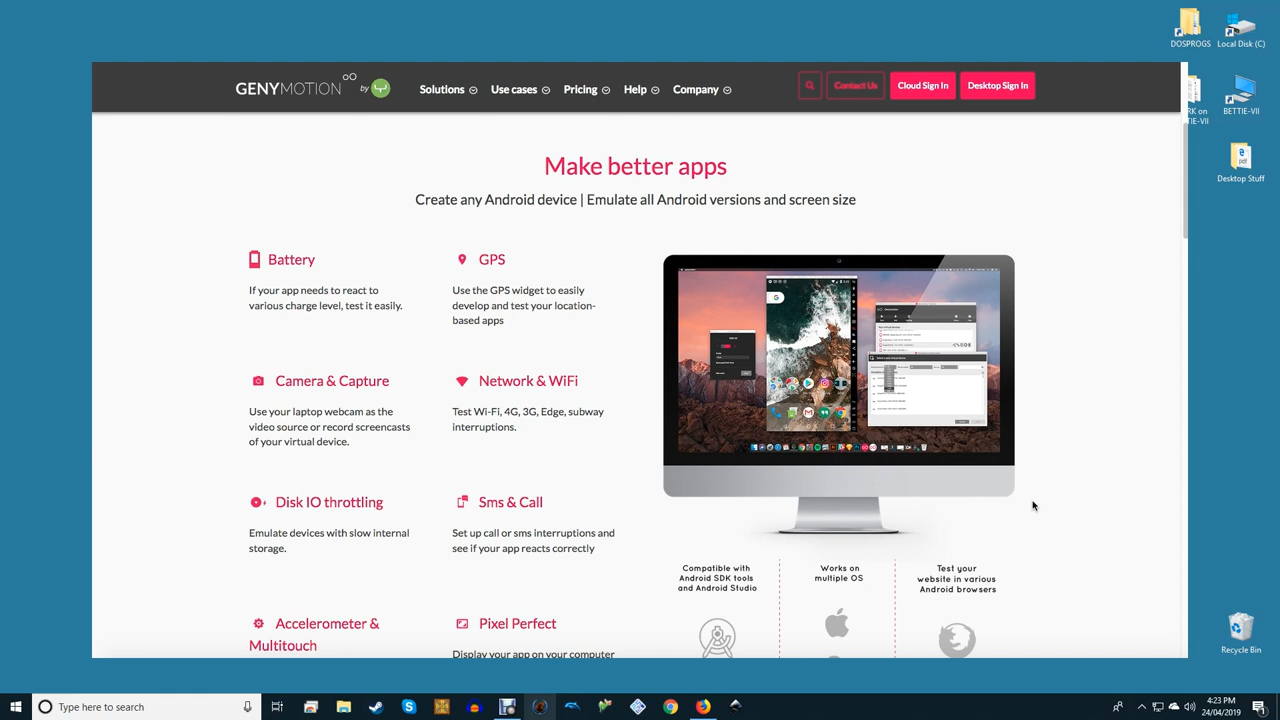 DOSPROGS
Local Disk (C)
GENYMOTION by
Solutions
Use cases
Pricing
Help
Company
Contact Us
Cloud Sign In
Desktop Sign In
RK on
TIE-VII
BETTIE-VII
Make better apps
Create any Android device | Emulate all Android versions and screen size
Desktop Stuff
Battery
If your app needs to react to
various charge level, test it easily.
GPS
Use the GPS widget to easily
develop and test your location-
based apps
Camera & Capture
Use your laptop webcam as the
video source or record screencasts
of your virtual device.
Network & WiFi
Test Wi-Fi, 4G, 3G, Edge, subway
interruptions.
Disk IO throttling
Emulate devices with slow internal
storage.
Sms & Call
Set up call or sms interruptions and
see if your app reacts correctly
Compatible with
Android SDK tools
and Android Studio
Works on
multiple OS
Test your
website in various
Android browsers
Accelerometer &
Multitouch
Pixel Perfect
Display your app on your computer
Recycle Bin
Type here to search
4:23 PM
24/04/2019